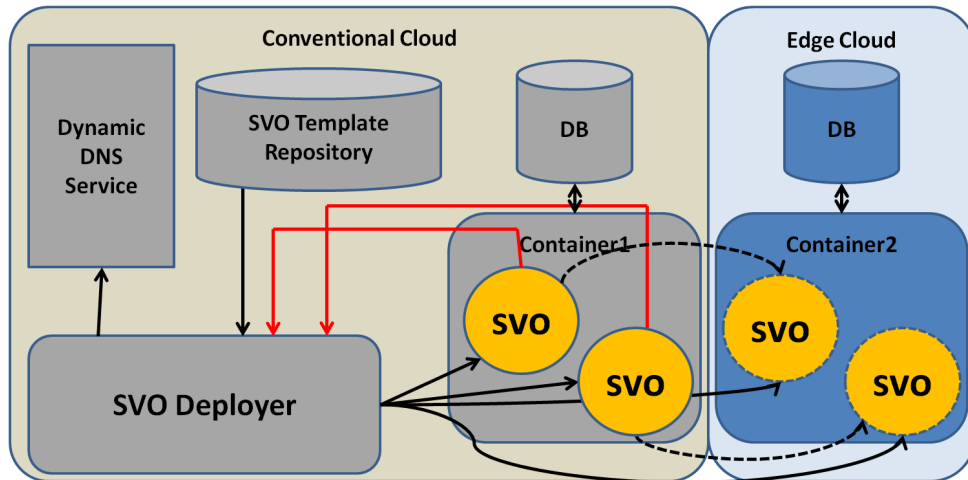 Conventional Cloud
Edge Cloud
Dynamic
DNS
Service
SVO Template
Repository
DB
DB
Container1
Container2
SVO
SVO
SVO
SVO
SVO Deployer